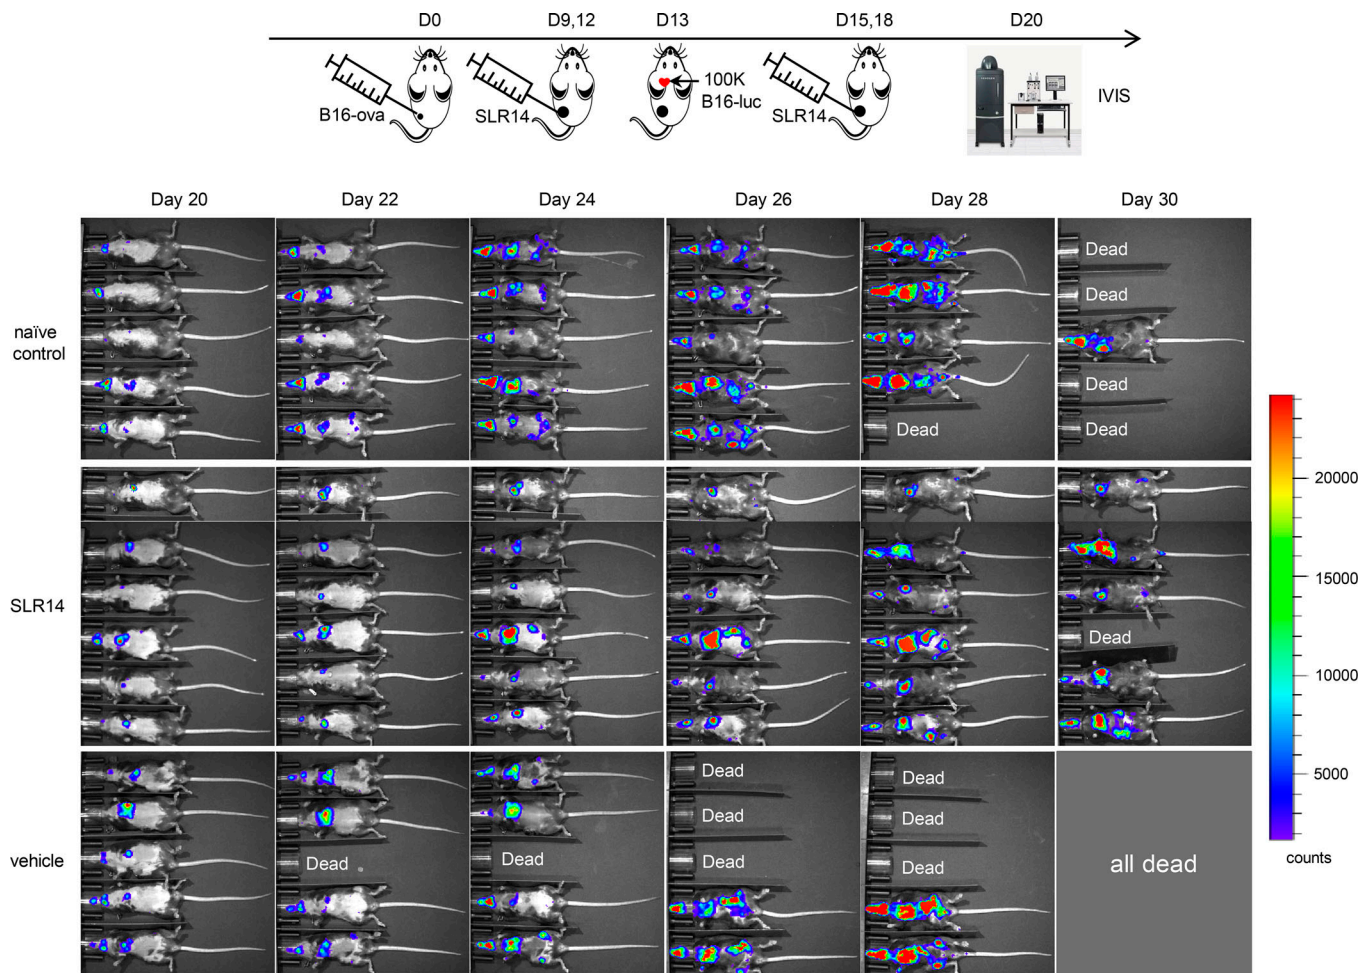 D0
D9,12
D13
D15,18
D20
B16-ova
SLR14
100K
B16-luc
SLR14
IVIS
Day 20
Day 22
Day 24
Day 26
Day 28
Day 30
naïve
control
Dead
Dead
Dead
Dead
Dead
SLR14
Dead
vehicle
Dead
Dead
Dead
Dead
Dead
Dead
Dead
Dead
all dead
20000
15000
10000
5000
counts